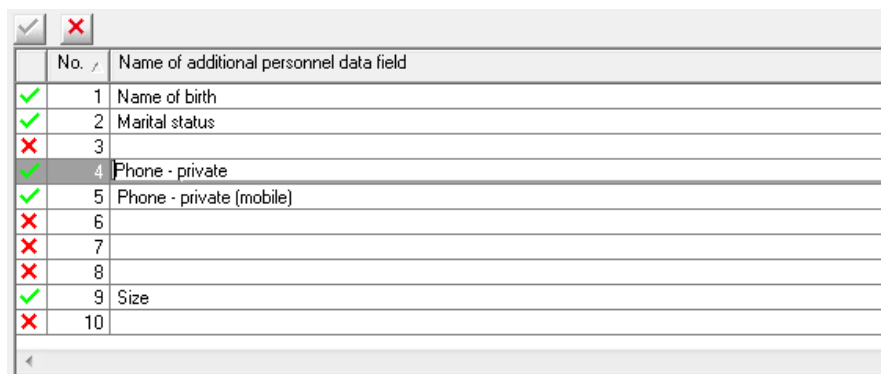 No. Name of additional personnel data field
1 Name of birth
2 Marital status
3
4 Phone - private
5 Phone - private (mobile)
6
7
8
9 Size
10